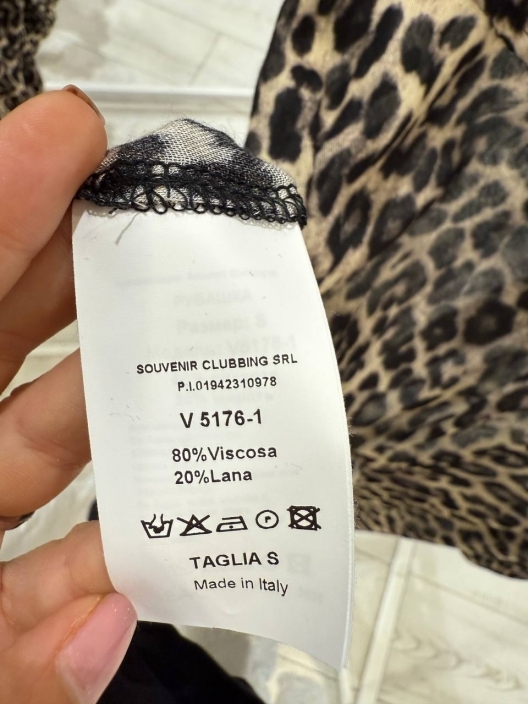 SOUVENIR CLUBBING SRL
P.I.01942310978
V 5176-1
80%Viscosa
20%Lana
TAGLIA S
Made in Italy